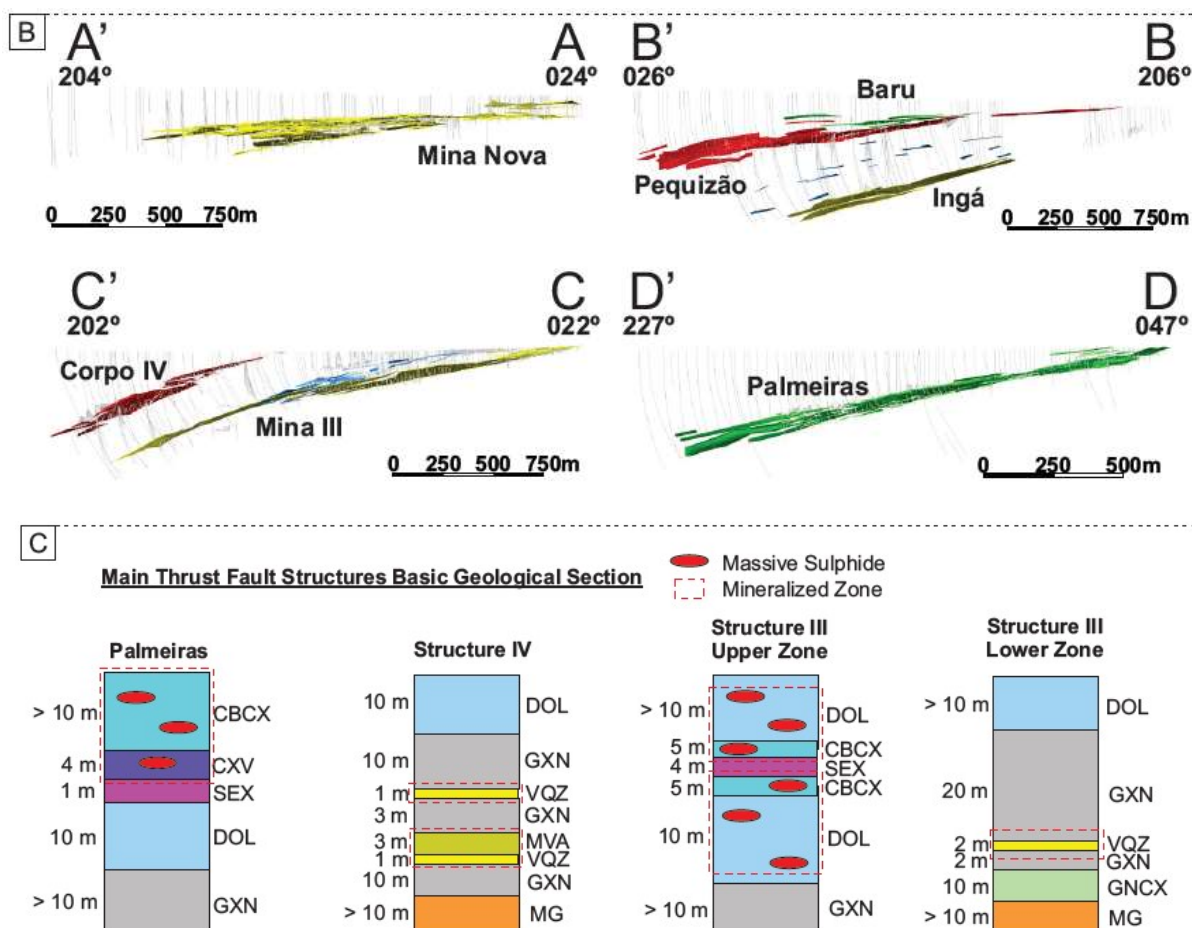 B
A' A
204º 024º
Mina Nova
0 250 500 750m
B' B
026º 206º
Baru
Pequizão
Ingá
0 250 500 750m
C' C
202º 022º
Corpo IV
Mina III
0 250 500 750m
D' D
227º 047º
Palmeiras
0 250 500m
C
Main Thrust Fault Structures Basic Geological Section
Massive Sulphide
Mineralized Zone
Palmeiras
> 10 m CBCX
4 m CXV
1 m SEX
10 m DOL
> 10 m GXN
Structure IV
10 m DOL
10 m GXN
1 m VQZ
3 m GXN
3 m MVA
1 m VQZ
10 m GXN
> 10 m MG
Structure III
Upper Zone
> 10 m DOL
5 m CBCX
4 m SEX
5 m CBCX
10 m DOL
> 10 m GXN
Structure III
Lower Zone
> 10 m DOL
20 m GXN
2 m VQZ
2 m GXN
10 m GNCX
> 10 m MG